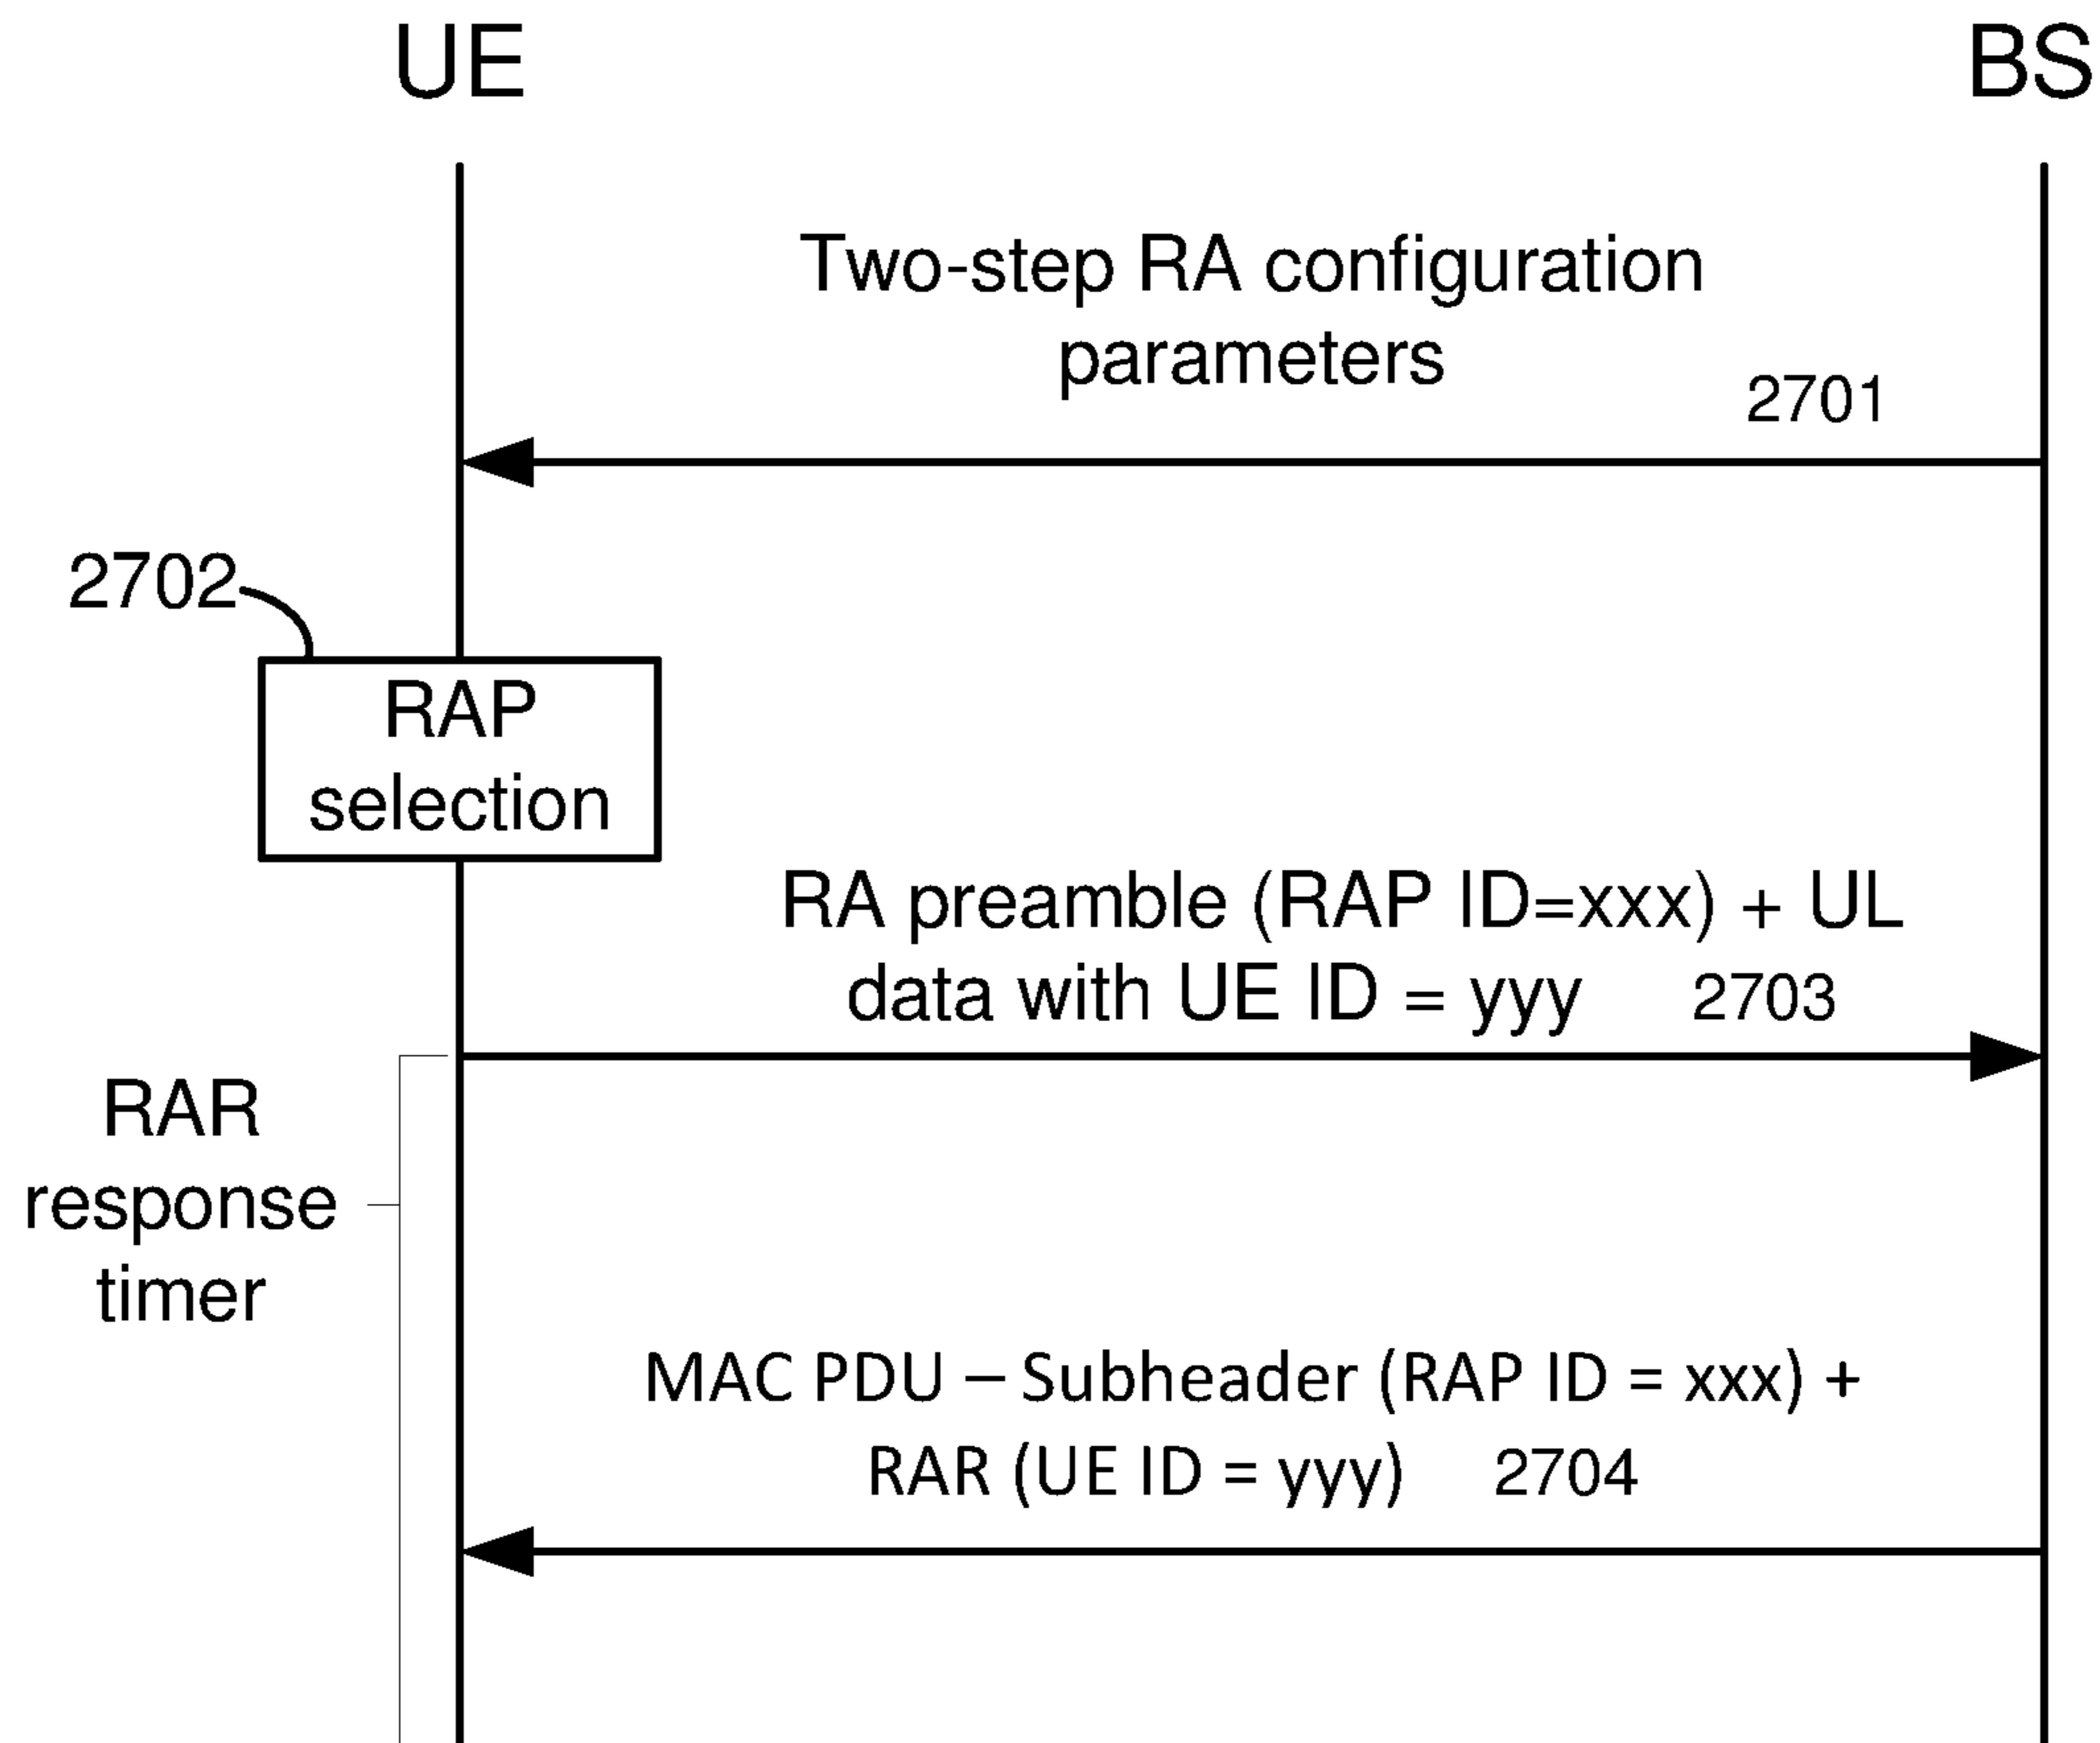 UE
BS
Two-step RA configuration
parameters
2701
2702
RAP
selection
RA preamble (RAP ID=xxx) + UL
data with UE ID = yyy 2703
RAR
response
timer
MAC PDU – Subheader (RAP ID = xxx) +
RAR (UE ID = yyy) 2704